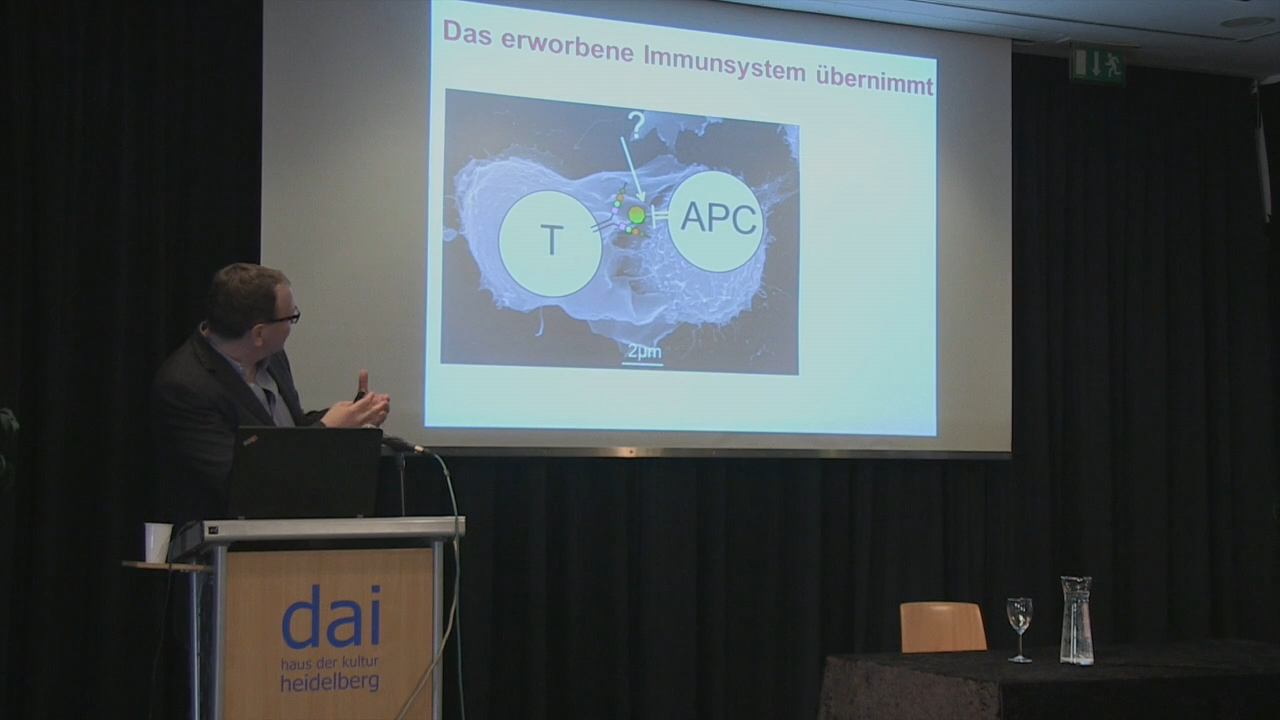 Das erworbene Immunsystem übernimmt
?
T
APC
2µm
dai
haus der kultur
heidelberg